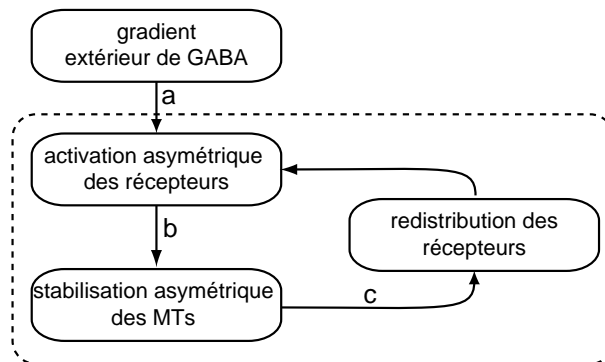 gradient
extérieur de GABA
a
activation asymétrique
des récepteurs
b
redistribution des
récepteurs
stabilisation asymétrique
des MTs
c